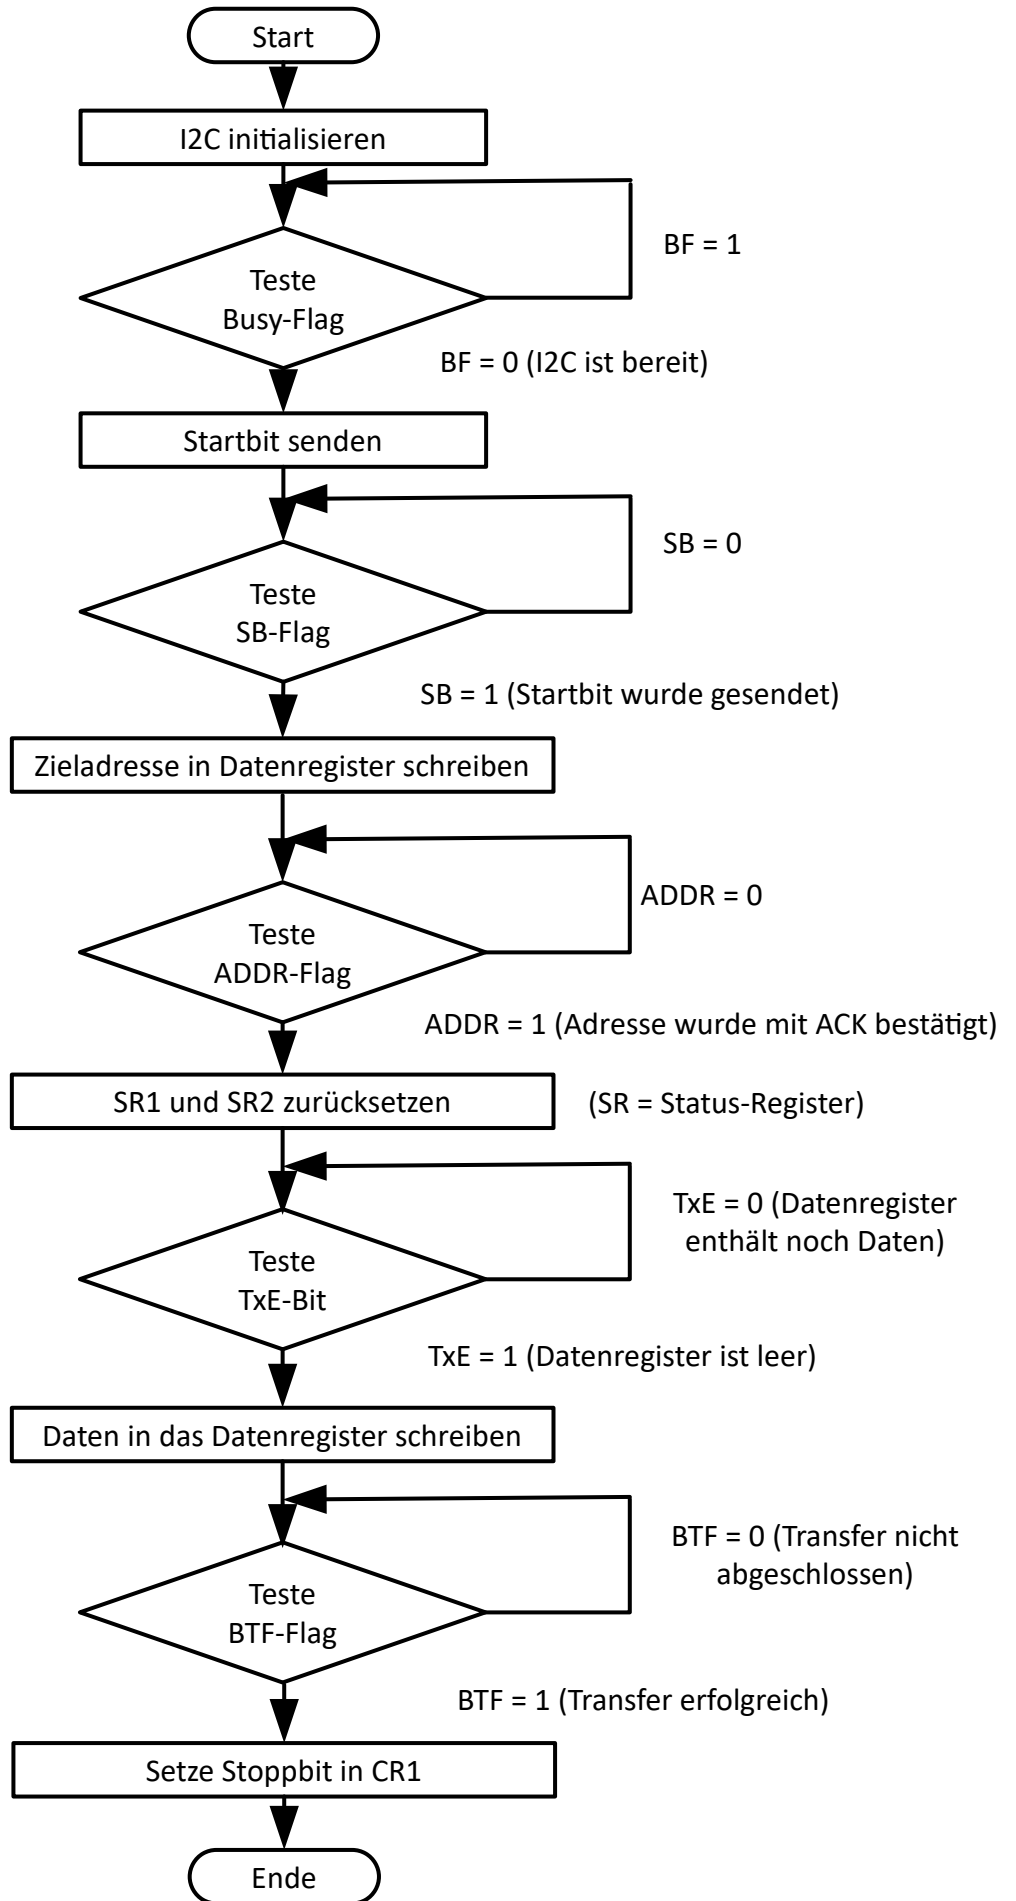 Start
I2C initialisieren
BF = 1
Teste
Busy-Flag
BF = 0 (I2C ist bereit)
Startbit senden
SB = 0
Teste
SB-Flag
SB = 1 (Startbit wurde gesendet)
Zieladresse in Datenregister schreiben
ADDR = 0
Teste
ADDR-Flag
ADDR = 1 (Adresse wurde mit ACK bestätigt)
SR1 und SR2 zurücksetzen
(SR = Status-Register)
TxE = 0 (Datenregister
enthält noch Daten)
Teste
TxE-Bit
TxE = 1 (Datenregister ist leer)
Daten in das Datenregister schreiben
BTF = 0 (Transfer nicht
abgeschlossen)
Teste
BTF-Flag
BTF = 1 (Transfer erfolgreich)
Setze Stoppbit in CR1
Ende